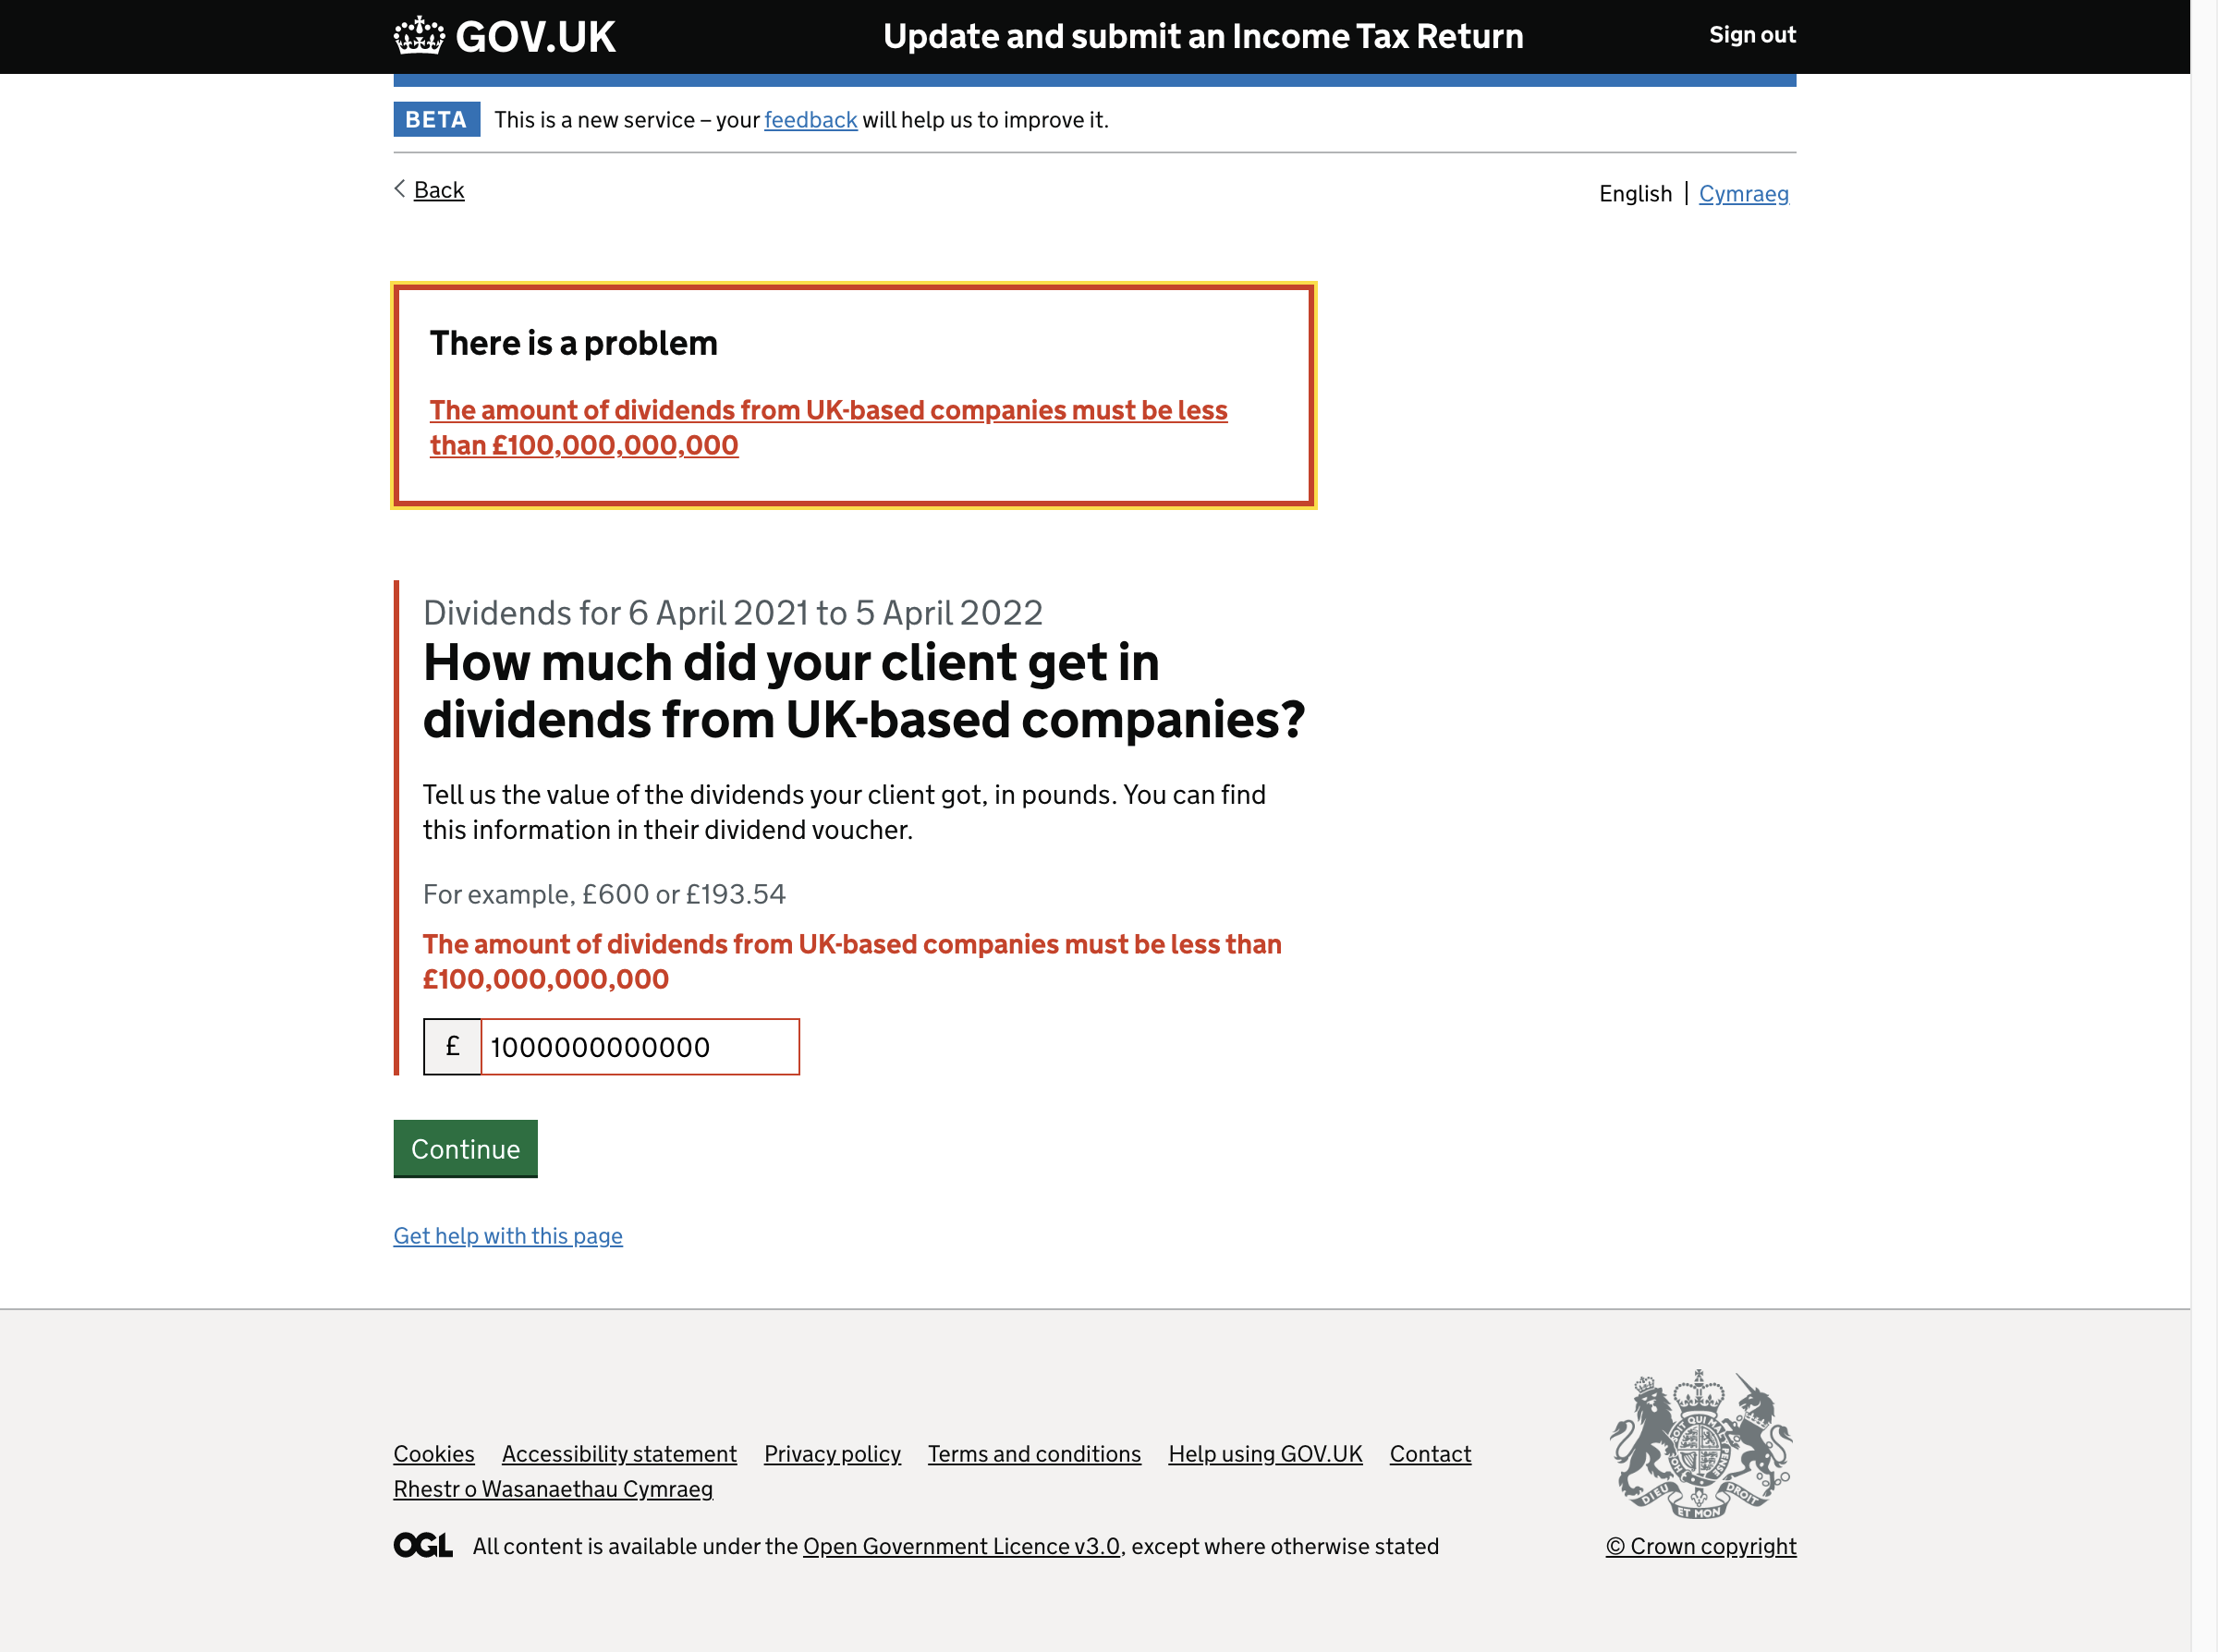 GOV.UK
Update and submit an Income Tax Return
Sign out
BETA
This is a new service – your feedback will help us to improve it.
Back
English | Cymraeg
There is a problem
The amount of dividends from UK-based companies must be less
than £100,000,000,000
Dividends for 6 April 2021 to 5 April 2022
How much did your client get in
dividends from UK-based companies?
Tell us the value of the dividends your client got, in pounds. You can find
this information in their dividend voucher.
For example, £600 or £193.54
The amount of dividends from UK-based companies must be less than
£100,000,000,000
£ 1000000000000
Continue
Get help with this page
Cookies Accessibility statement Privacy policy Terms and conditions Help using GOV.UK Contact
Rhestr o Wasanaethau Cymraeg
OGL All content is available under the Open Government Licence v3.0, except where otherwise stated
DIEU ET MON DROIT
© Crown copyright